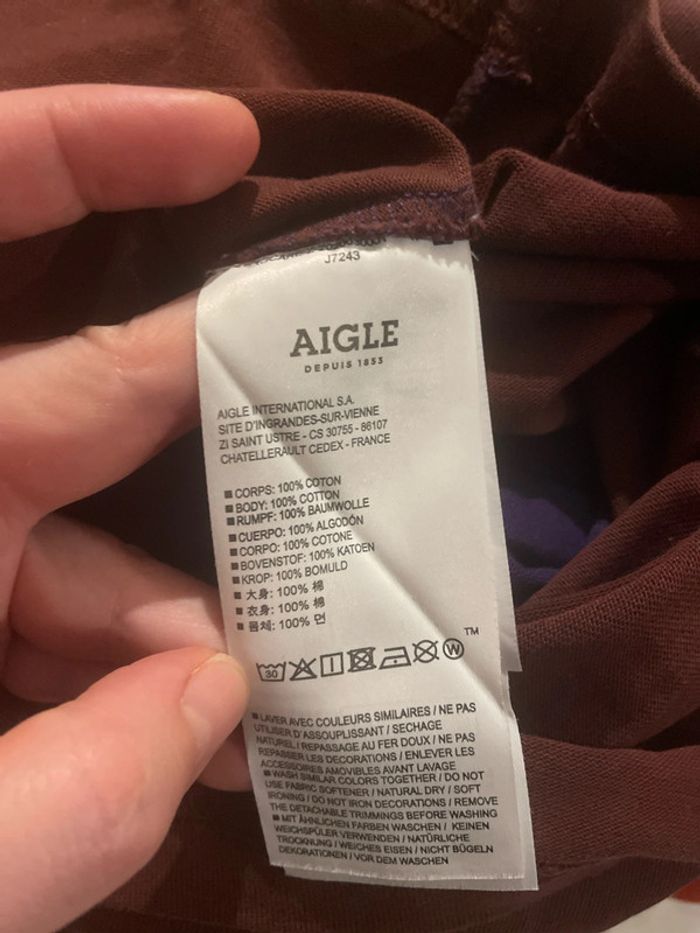 J7243
AIGLE
DEPUIS 1853
AIGLE INTERNATIONAL S.A.
SITE D'INGRANDES-SUR-VIENNE
ZI SAINT USTRE - CS 30755 - 86107
CHATELLERAULT CEDEX - FRANCE
■ CORPS: 100% COTON
■ BODY: 100% COTTON
■ RUMPF: 100% BAUMWOLLE
■ CUERPO: 100% ALGODÓN
■ CORPO: 100% COTONE
■ BOVENSTOF: 100% KATOEN
■ KROP: 100% BOMULD
■ 大身: 100% 棉
■ 衣身: 100% 棉
■ 몸체: 100% 면
30 W ™
■ LAVER AVEC COULEURS SIMILAIRES / NE PAS
UTILISER D'ASSOUPLISSANT / SECHAGE
NATUREL / REPASSAGE AU FER DOUX / NE PAS
REPASSER LES DECORATIONS / ENLEVER LES
ACCESSOIRES AMOVIBLES AVANT LAVAGE
■ WASH SIMILAR COLORS TOGETHER / DO NOT
USE FABRIC SOFTENER / NATURAL DRY / SOFT
IRONING / DO NOT IRON DECORATIONS / REMOVE
THE DETACHABLE TRIMMINGS BEFORE WASHING
■ MIT ÄHNLICHEN FARBEN WASCHEN / KEINEN
WEICHSPÜLER VERWENDEN / NATÜRLICHE
TROCKNUNG / WEICHES EISEN / NICHT BÜGELN
DEKORATIONEN / VOR DEM WASCHEN